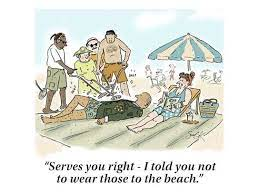 "Serves you right - I told you not
to wear those to the beach."